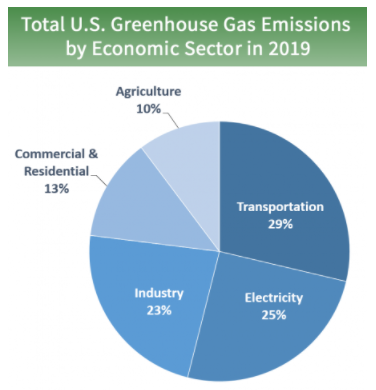 Total U.S. Greenhouse Gas Emissions
by Economic Sector in 2019
Agriculture
10%
Commercial &
Residential
13%
Transportation
29%
Industry
23%
Electricity
25%